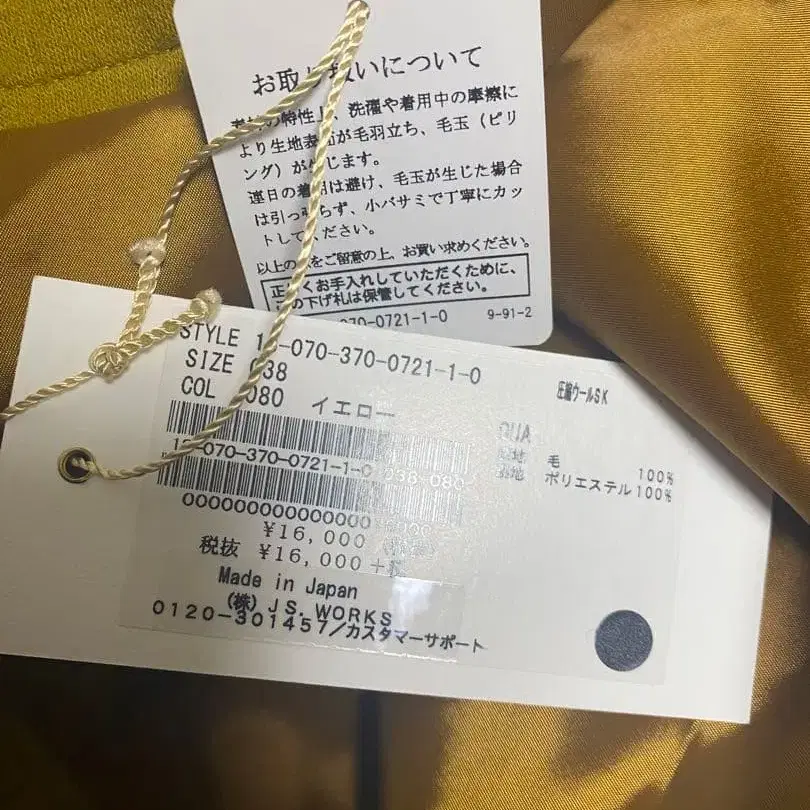 お取り扱いについて
の特性上、洗濯や着用中の摩擦に
より生地表面が毛羽立ち、毛玉（ピリ
ング）が生じます。
連日の着用は避け、毛玉が生じた場合
は引っ張らず、小バサミで丁寧にカッ
トしてください。
以上の点をご留意の上、お買い求めください。
正しくお手入れしていただくために、
この下げ札は保管してください。
070-0721-1-0 9-91-2
STYLE 1-070-370-0721-1-0
SIZE 038
COL 080 イエロー
圧縮ウールSK
-070-370-0721-1-0 038 080
QUA
毛 100%
ポリエステル 100%
¥16,000
税抜 ¥16,000+税
Made in Japan
(株)J.S.WORKS
0120-301457/カスタマーサポート